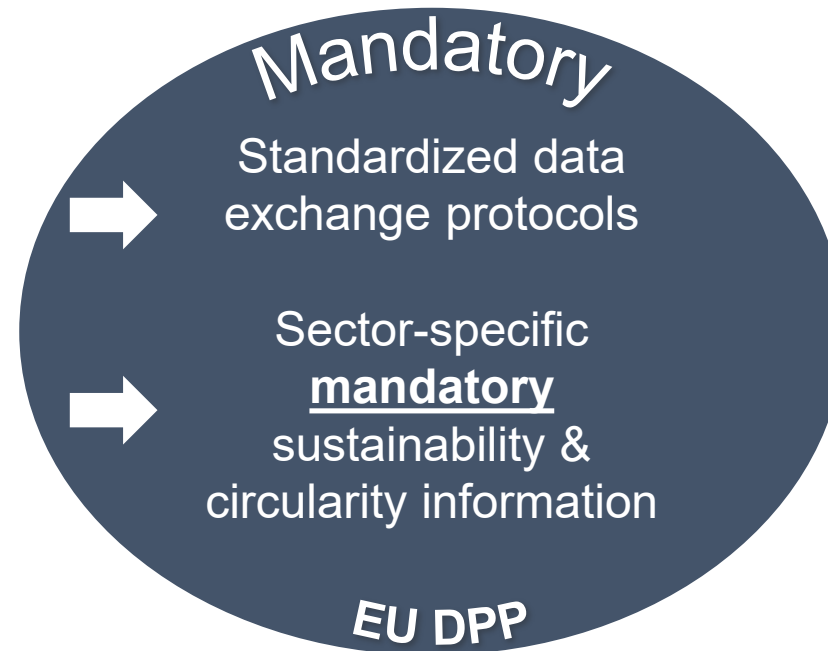 Mandatory
Standardized data
exchange protocols
Sector-specific
mandatory
sustainability &
circularity information
EU DPP